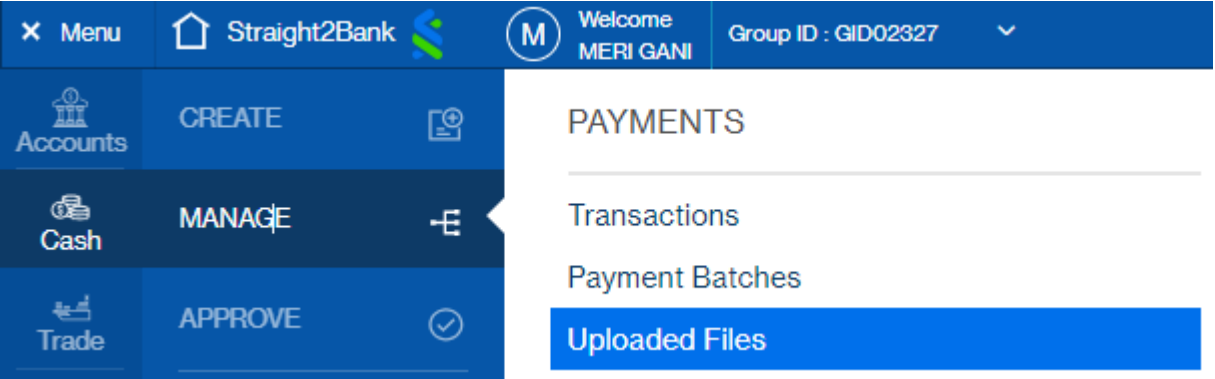 × Menu
Straight2Bank
M
Welcome
MERI GANI
Group ID : GID02327
Accounts
CREATE
PAYMENTS
Cash
MANAGE
Transactions
Payment Batches
Trade
APPROVE
Uploaded Files